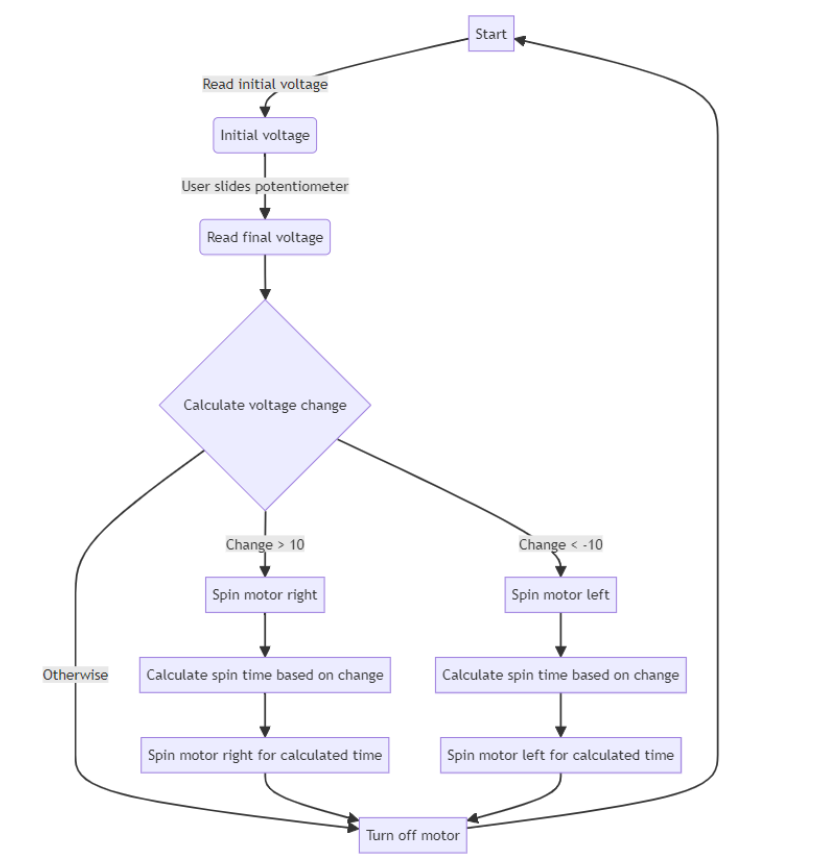 Start
Read initial voltage
Initial voltage
User slides potentiometer
Read final voltage
Calculate voltage change
Change > 10
Change < -10
Spin motor right
Spin motor left
Otherwise
Calculate spin time based on change
Calculate spin time based on change
Spin motor right for calculated time
Spin motor left for calculated time
Turn off motor